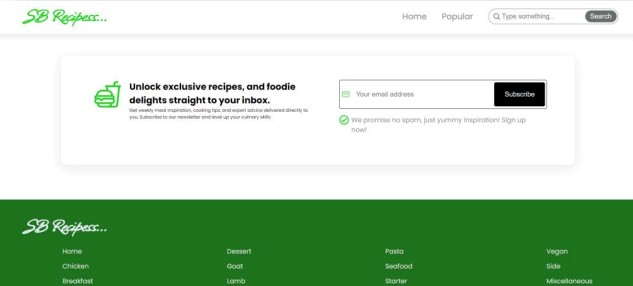 SB Recipess...
Home Popular Type something.. Search
Unlock exclusive recipes, and foodie
delights straight to your inbox.
Get weekly meal inspiration, cooking tips, and expert advice delivered directly to
you. Subscribe to our newsletter and level up your culinary skills
Your email address Subscribe
We promise no spam, just yummy inspiration! Sign up
now!
SB Recipess...
Home Dessert Pasta Vegan
Chicken Goat Seafood Side
Breakfast Lamb Starter Miscellaneous